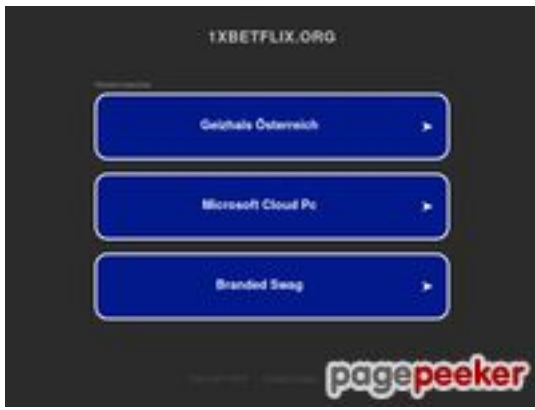 1XBETFLIX.ORG
Geizhals Österreich
Microsoft Cloud Pc
Branded Swag
pagepeeker